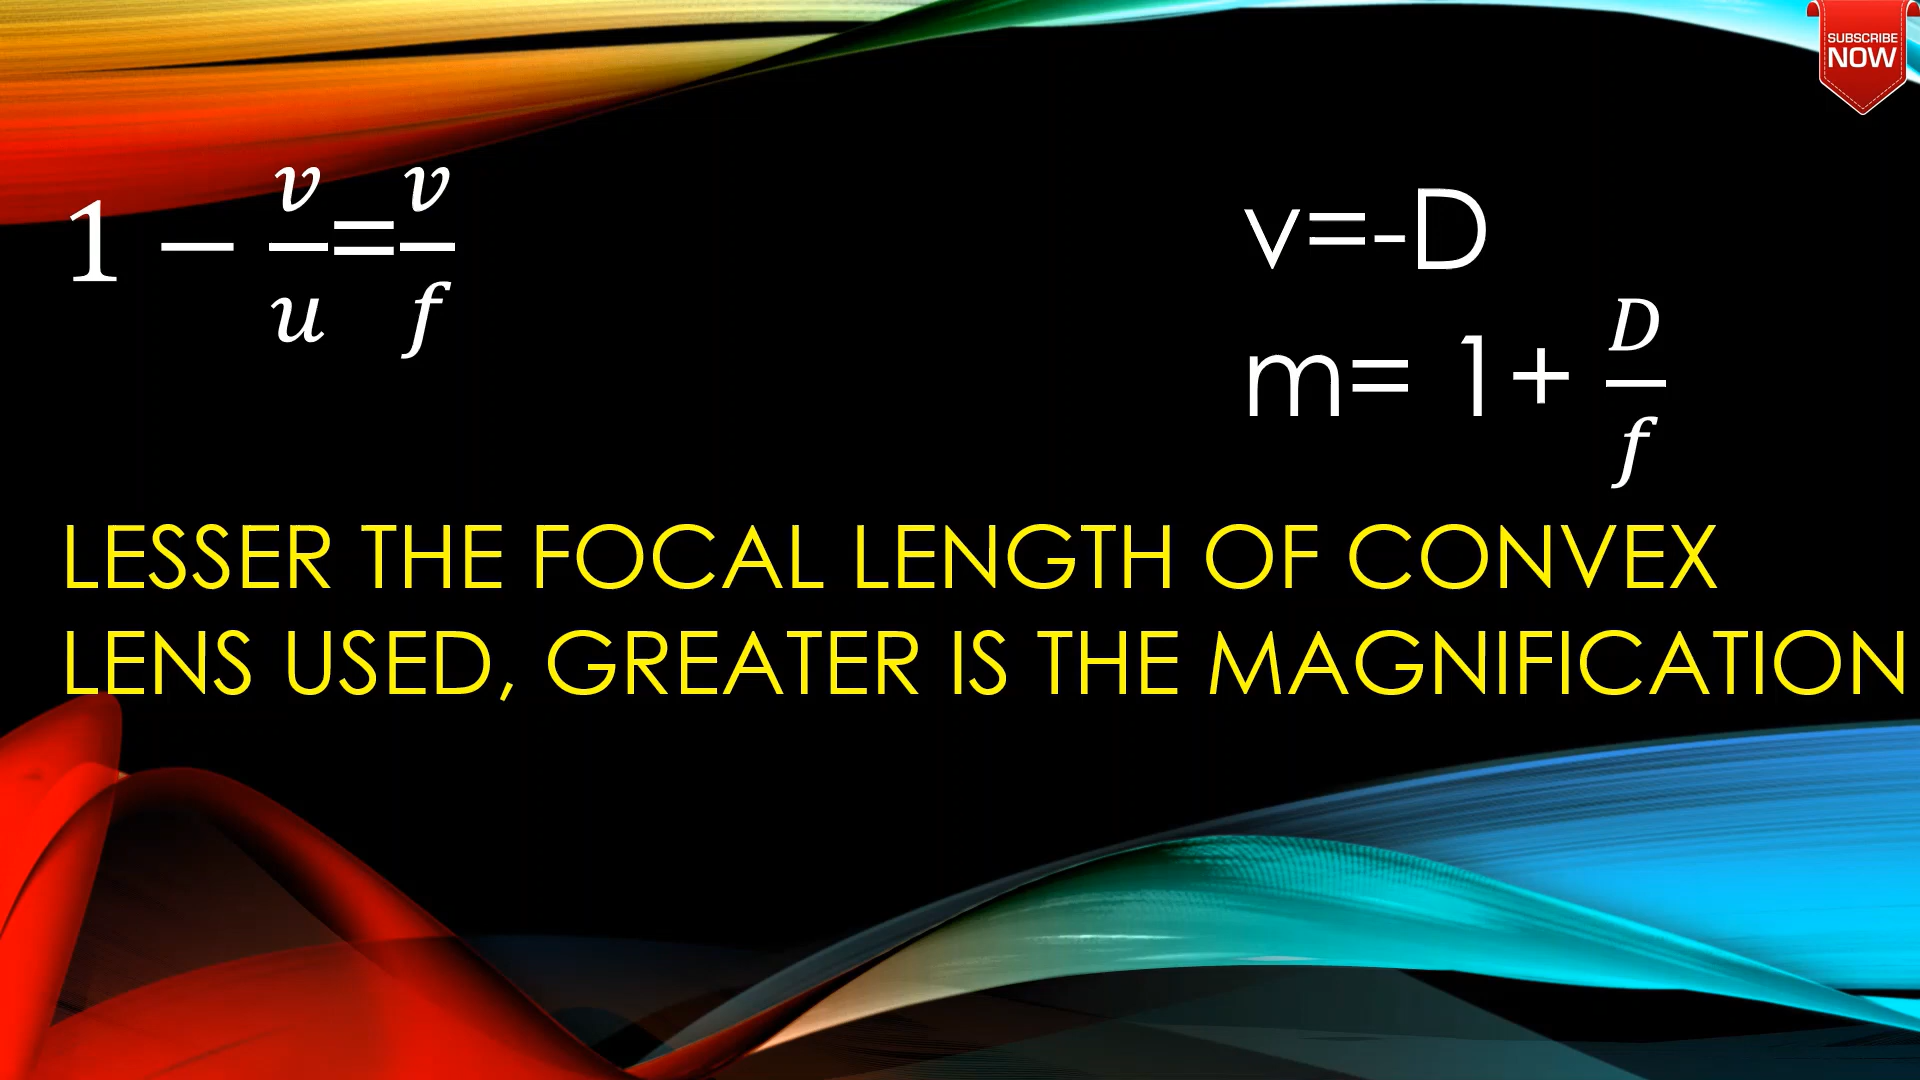 SUBSCRIBE
NOW
1 − v/u = v/f
v=-D
m= 1+ D/f
LESSER THE FOCAL LENGTH OF CONVEX
LENS USED, GREATER IS THE MAGNIFICATION